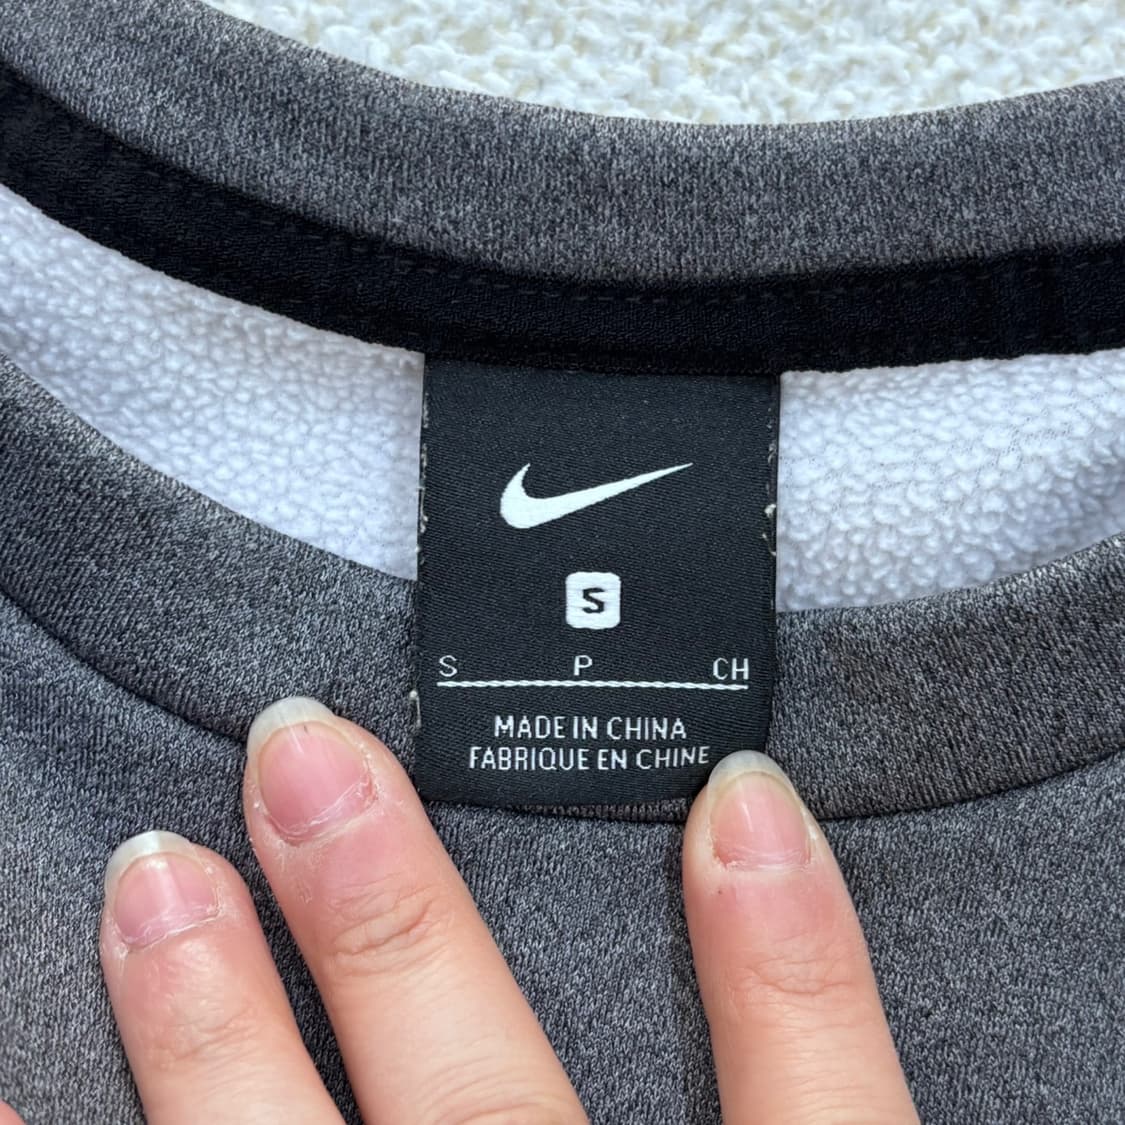 S
S P CH
MADE IN CHINA
FABRIQUE EN CHINE